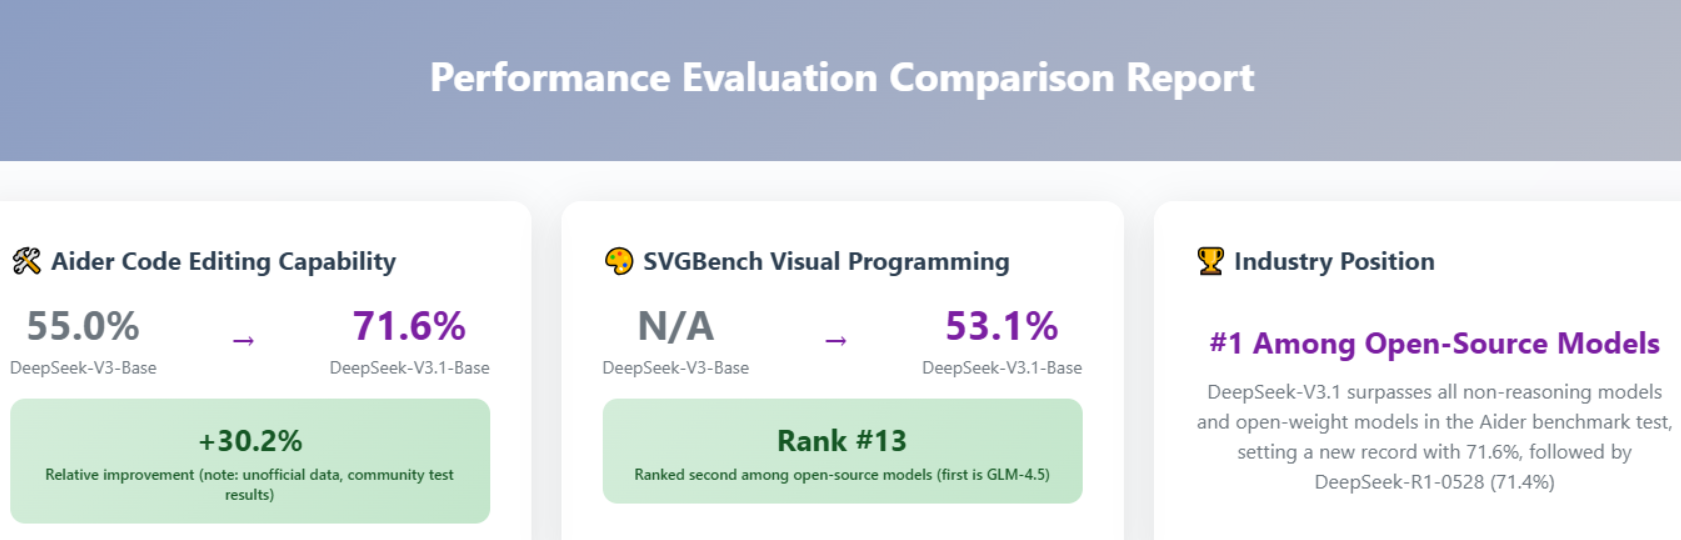 Performance Evaluation Comparison Report
🛠 Aider Code Editing Capability
55.0% → 71.6%
DeepSeek-V3-Base DeepSeek-V3.1-Base
+30.2%
Relative improvement (note: unofficial data, community test
results)
🎨 SVGBench Visual Programming
N/A → 53.1%
DeepSeek-V3-Base DeepSeek-V3.1-Base
Rank #13
Ranked second among open-source models (first is GLM-4.5)
🏆 Industry Position
#1 Among Open-Source Models
DeepSeek-V3.1 surpasses all non-reasoning models
and open-weight models in the Aider benchmark test,
setting a new record with 71.6%, followed by
DeepSeek-R1-0528 (71.4%)